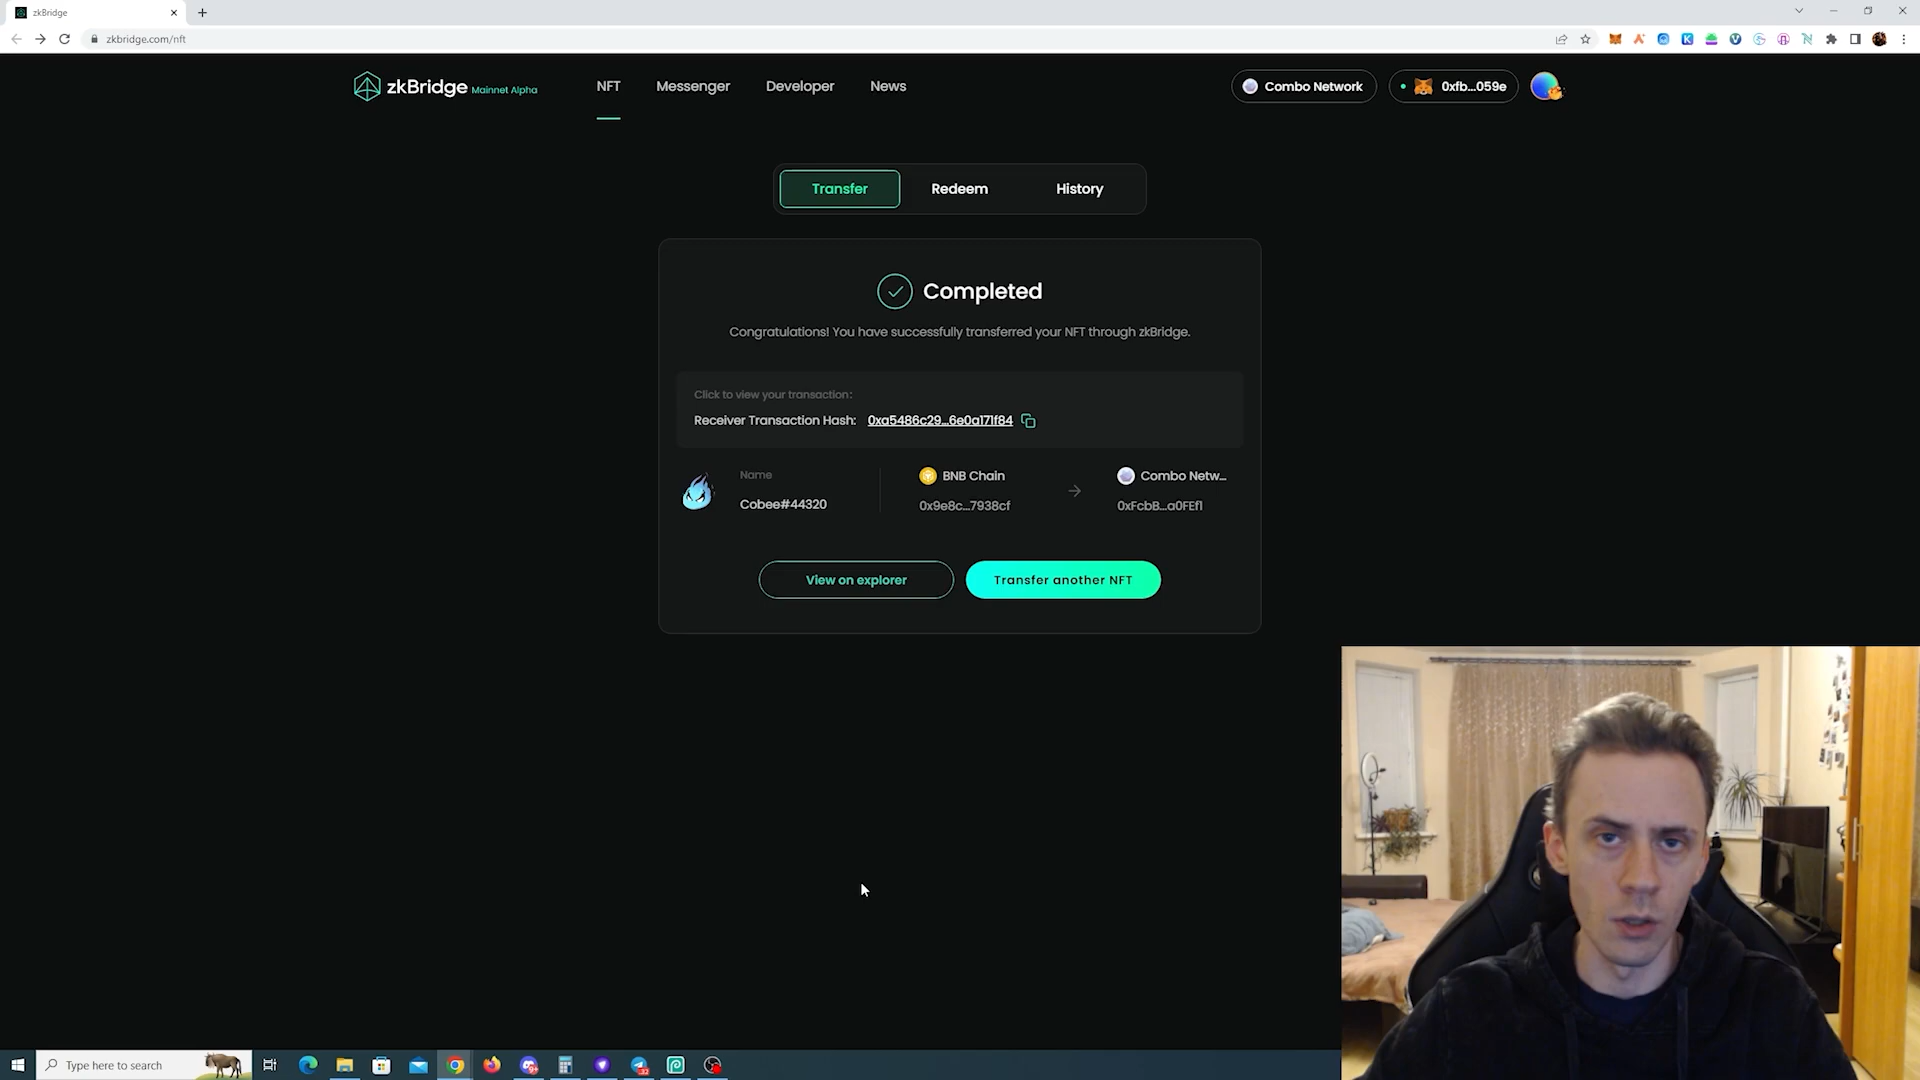 zkBridge
zkbridge.com/nft
zkBridge Mainnet Alpha
NFT
Messenger
Developer
News
Combo Network
0xfb...059e
Transfer
Redeem
History
Completed
Congratulations! You have successfully transferred your NFT through zkBridge.
Click to view your transaction:
Receiver Transaction Hash: 0xa5486c29...6e0a171f84
Name
BNB Chain
Combo Netw...
Cobee#44320
0x9e8c...7938cf
0xFcbB...a0FEf1
View on explorer
Transfer another NFT
Type here to search